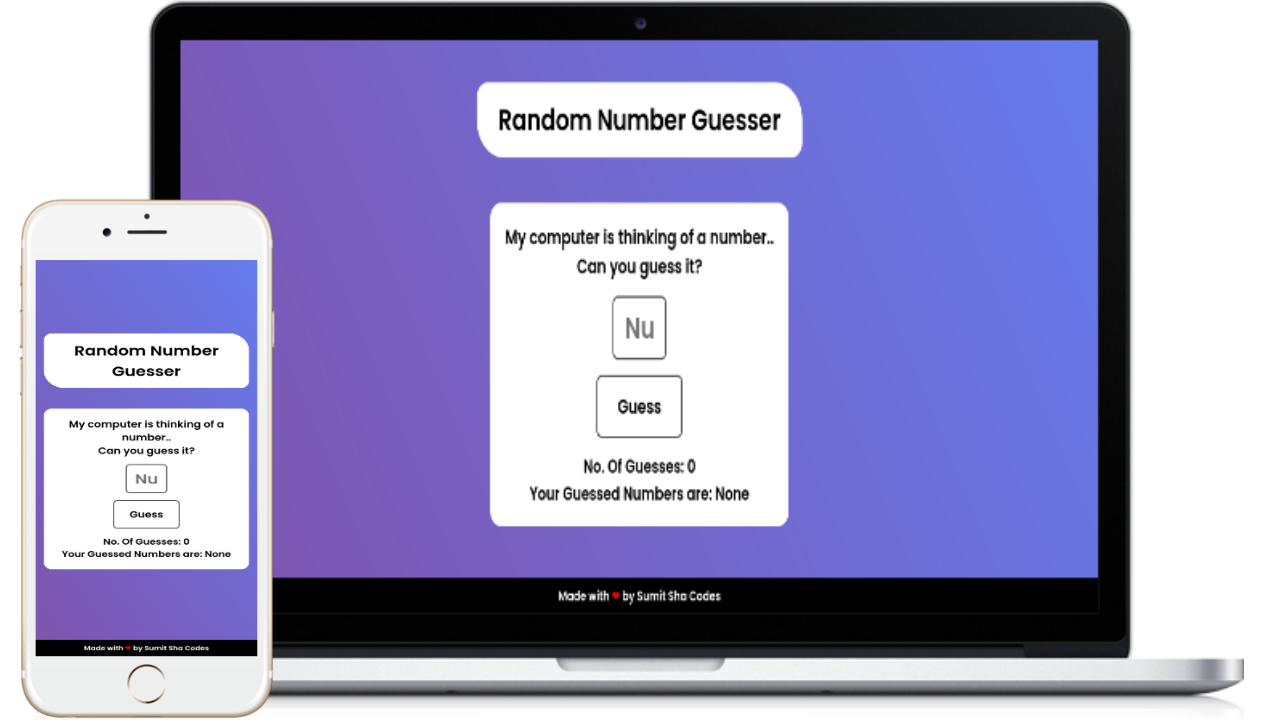 Random Number Guesser
My computer is thinking of a number..
Can you guess it?
Nu
Guess
No. Of Guesses: 0
Your Guessed Numbers are: None
Made with ❤ by Sumit Sha Codes
Random Number
Guesser
My computer is thinking of a
number..
Can you guess it?
Nu
Guess
No. Of Guesses: 0
Your Guessed Numbers are: None
Made with ❤ by Sumit Sha Codes